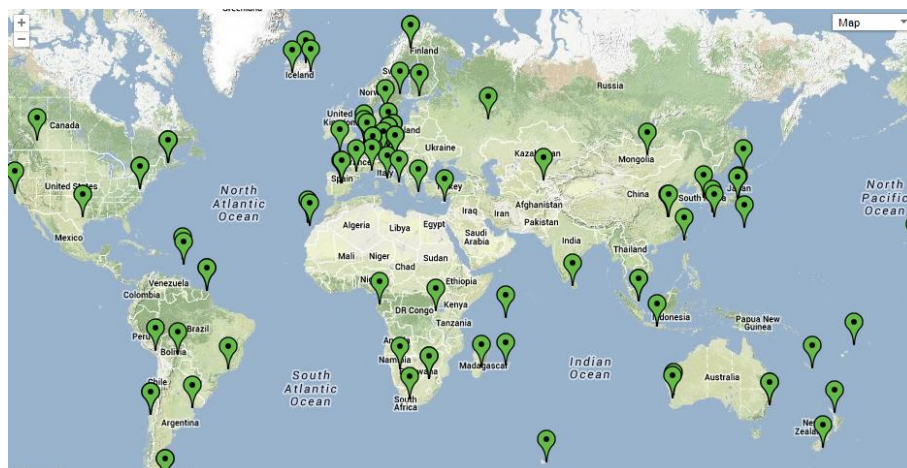 Greenland
+
−
Map
Finland
Iceland
Russia
Norway
United
Kingdom
Canada
Ukraine
Kazakhstan
Mongolia
France
Italy
Spain
United States
North
Atlantic
Ocean
Turkey
China
South Korea
Japan
North
Pacific
Ocean
Afghanistan
Iraq
Iran
Pakistan
Algeria
Libya
Egypt
Saudi
Arabia
Mexico
India
Thailand
Mali
Niger
Chad
Sudan
Venezuela
Colombia
Ethiopia
DR Congo
Kenya
Tanzania
Indonesia
Papua New
Guinea
Brazil
Peru
Bolivia
Angola
Namibia
Botswana
Madagascar
Indian
Ocean
Australia
South
Atlantic
Ocean
Chile
South
Africa
Argentina
New
Zealand